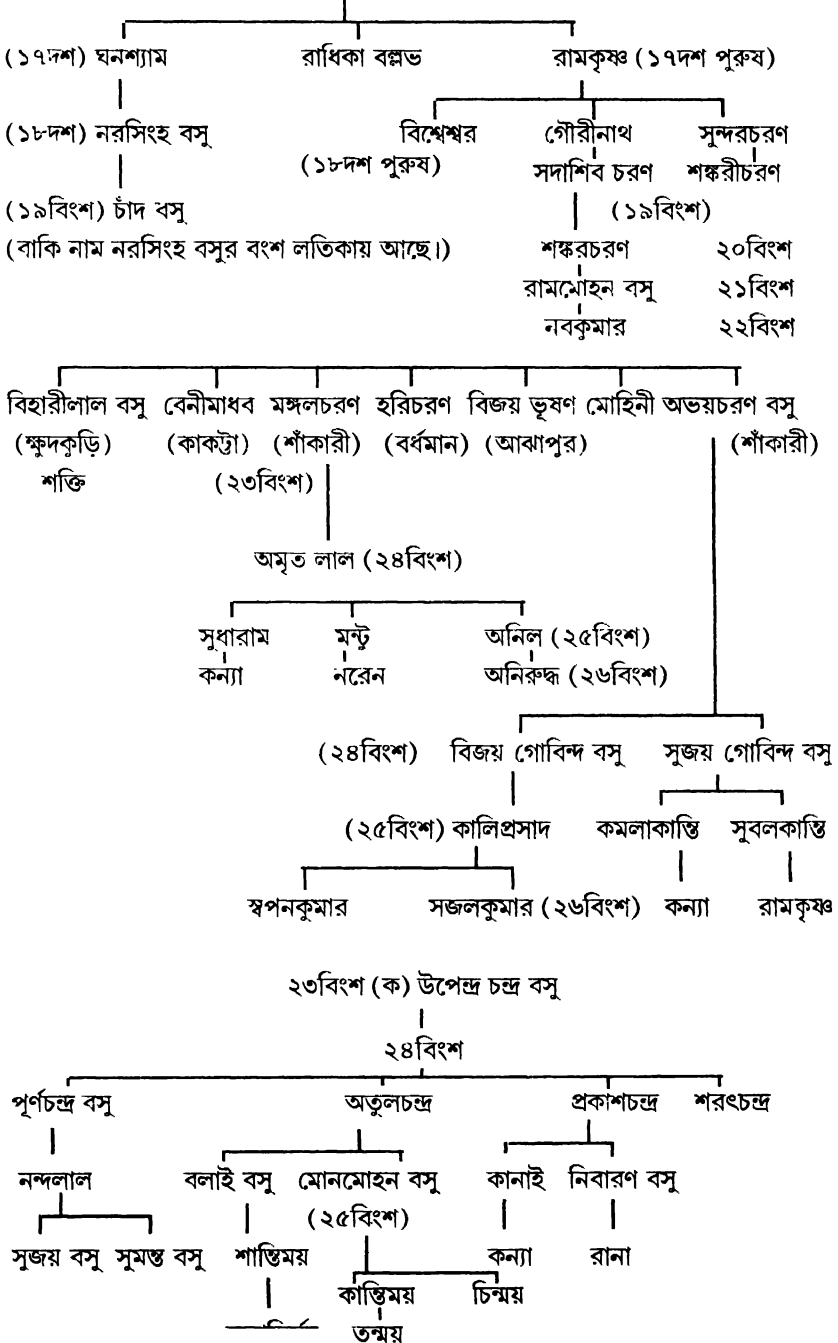 (১৭দশ) ঘনশ্যাম রাধিকা বল্লভ রামকৃষ্ণ (১৭দশ পুরুষ)
(১৮দশ) নরসিংহ বসু বিশ্বেশ্বর গৌরীনাথ সুন্দরচরণ
(১৮দশ পুরুষ) সদাশিব চরণ শঙ্করীচরণ
(১৯বিংশ) চাঁদ বসু (১৯বিংশ)
(বাকি নাম নরসিংহ বসুর বংশ লতিকায় আছে।) শঙ্করচরণ ২০বিংশ
রামমোহন বসু ২১বিংশ
নবকুমার ২২বিংশ
বিহারীলাল বসু বেনীমাধব মঙ্গলচরণ হরিচরণ বিজয় ভূষণ মোহিনী অভয়চরণ বসু
(ক্ষুদকুড়ি) (কাকট্টা) (শাঁকারী) (বর্ধমান) (আঝাপুর) (শাঁকারী)
শক্তি (২৩বিংশ)
অমৃত লাল (২৪বিংশ)
সুধারাম মন্টু অনিল (২৫বিংশ)
কন্যা নরেন অনিরুদ্ধ (২৬বিংশ)
(২৪বিংশ) বিজয় গোবিন্দ বসু সুজয় গোবিন্দ বসু
(২৫বিংশ) কালিপ্রসাদ কমলাকান্তি সুবলকান্তি
স্বপনকুমার সজলকুমার (২৬বিংশ) কন্যা রামকৃষ্ণ
২৩বিংশ (ক) উপেন্দ্র চন্দ্র বসু
২৪বিংশ
পূর্ণচন্দ্র বসু অতুলচন্দ্র প্রকাশচন্দ্র শরৎচন্দ্র
নন্দলাল বলাই বসু মোনমোহন বসু কানাই নিবারণ বসু
(২৫বিংশ)
সুজয় বসু সুমন্ত বসু শান্তিময় কন্যা রানা
কান্তিময় চিন্ময়
তন্ময়